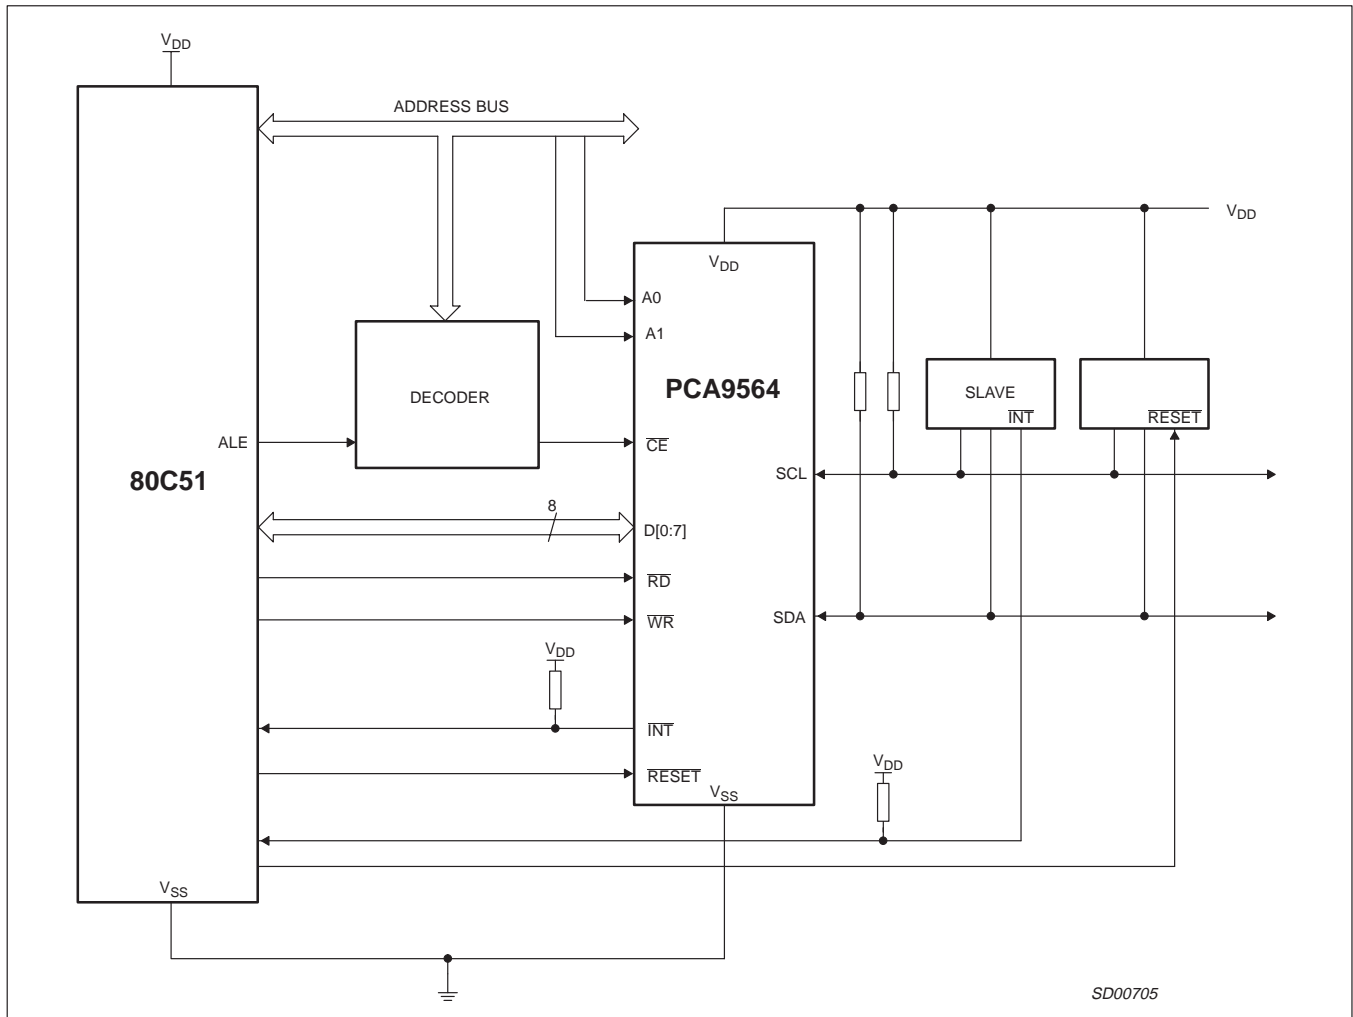 VDD
ADDRESS BUS
VDD
VDD
A0
A1
PCA9564
DECODER
SLAVE
INT
RESET
ALE
CE
80C51
SCL
8
D[0:7]
RD
WR
SDA
VDD
INT
VDD
RESET
VSS
VSS
SD00705